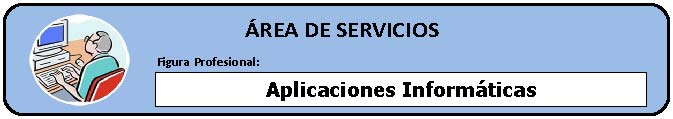 ÁREA DE SERVICIOS
Figura Profesional:
Aplicaciones Informáticas